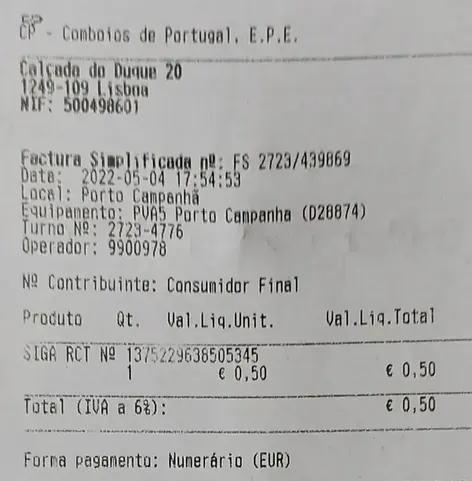 CP - Comboios de Portugal, E.P.E.
Calçada do Duque 20
1249-109 Lisboa
NIF: 500498601
Factura Simplificada nº: FS 2723/439869
Data: 2022-05-04 17:54:53
Local: Porto Campanhã
Equipamento: PVA5 Porto Campanha (D28874)
Turno Nº: 2723-4776
Operador: 9900978
Nº Contribuinte: Consumidor Final
Produto Qt. Val.Liq.Unit. Val.Liq.Total
SIGA RCT Nº 1375229638505345
1 € 0,50 € 0,50
Total (IVA a 6%): € 0,50
Forma pagamento: Numerário (EUR)